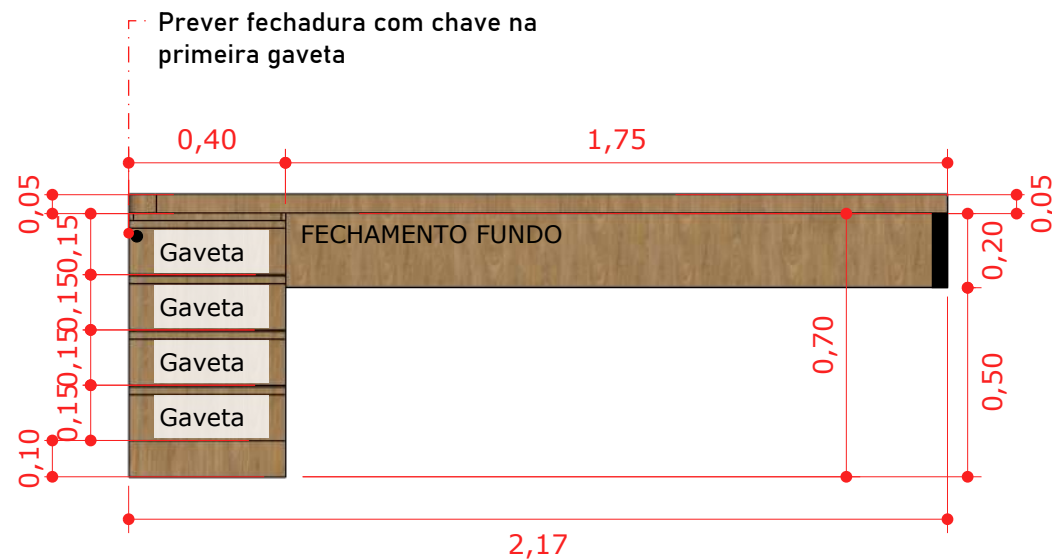 Prever fechadura com chave na
primeira gaveta
0,40
1,75
0,05
0,05
0,15
FECHAMENTO FUNDO
0,20
Gaveta
0,15
Gaveta
0,15
Gaveta
0,70
0,50
0,15
Gaveta
0,10
2,17